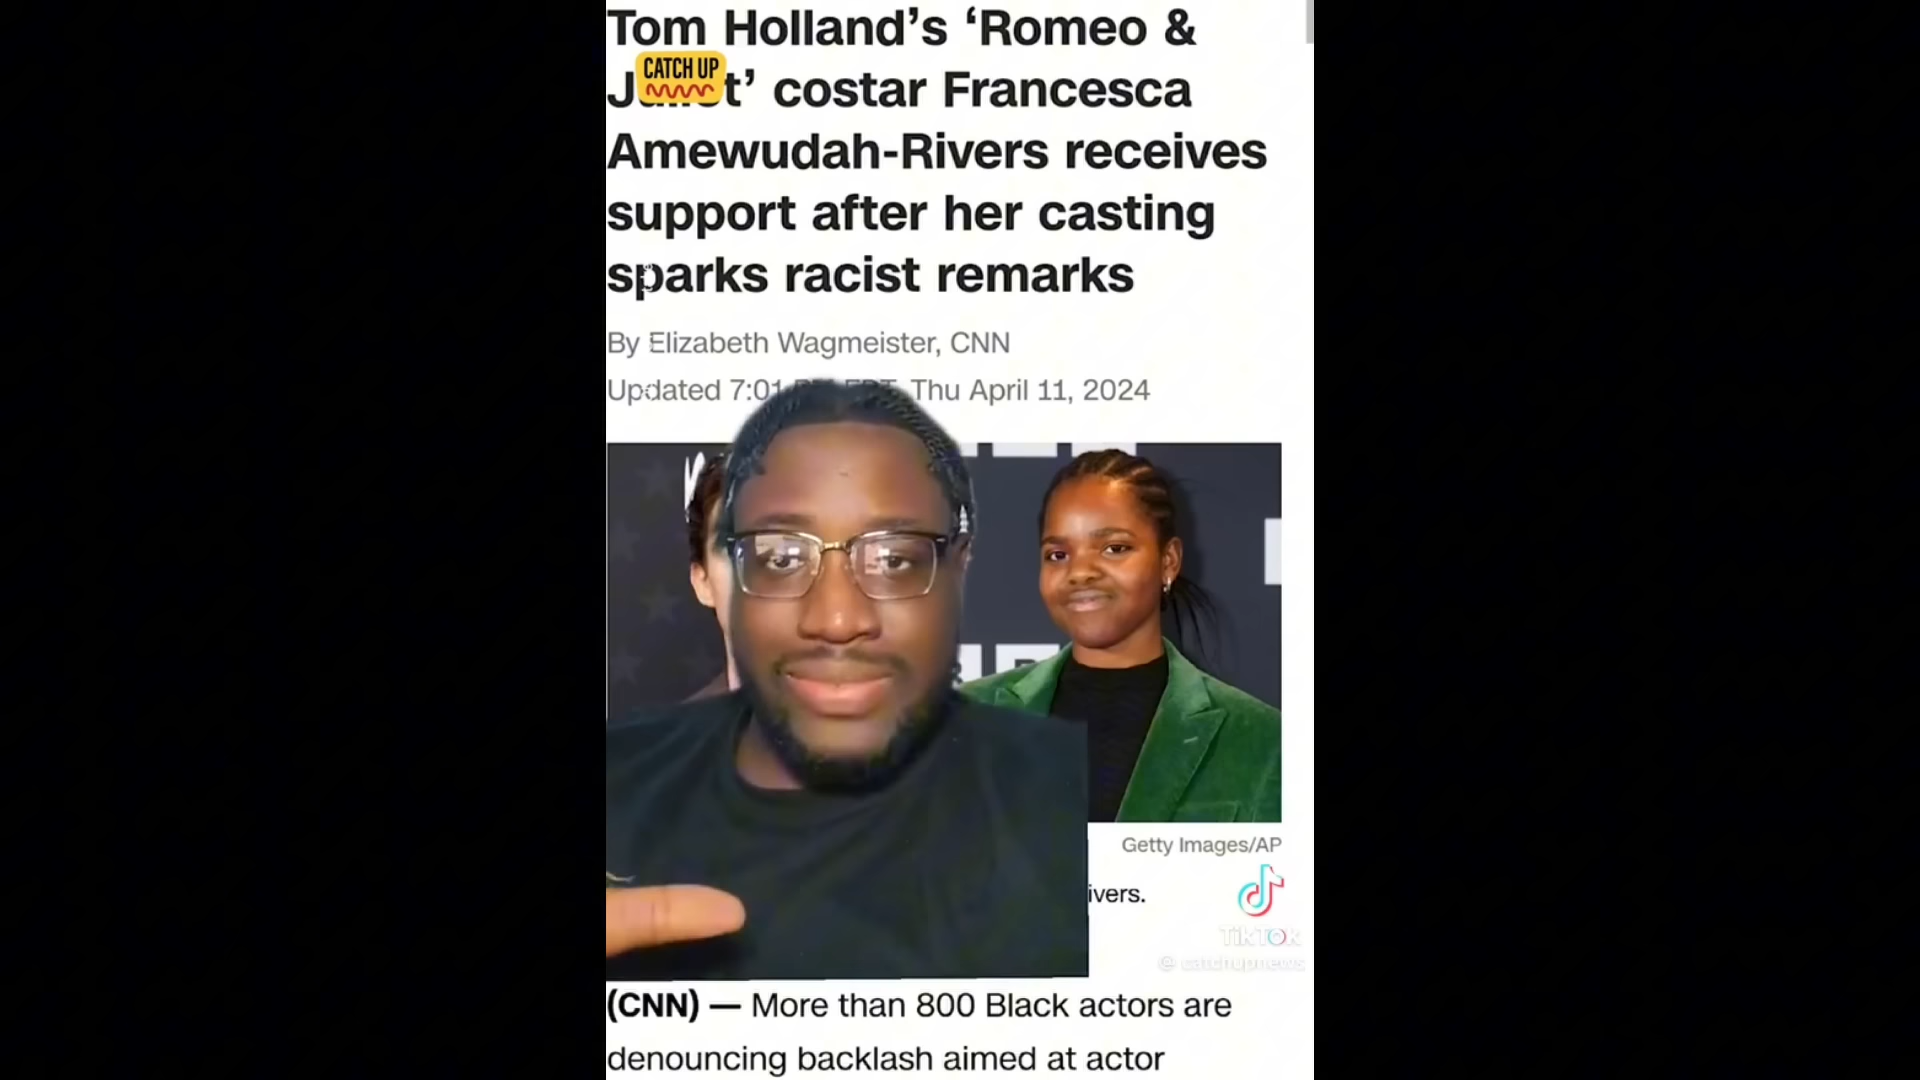 Tom Holland’s ‘Romeo &
CATCH UP
t’ costar Francesca
Amewudah-Rivers receives
support after her casting
sparks racist remarks
By Elizabeth Wagmeister, CNN
Updated 7:01 Thu April 11, 2024
Getty Images/AP
ivers.
TikTok
@ catchupnews
(CNN) — More than 800 Black actors are
denouncing backlash aimed at actor